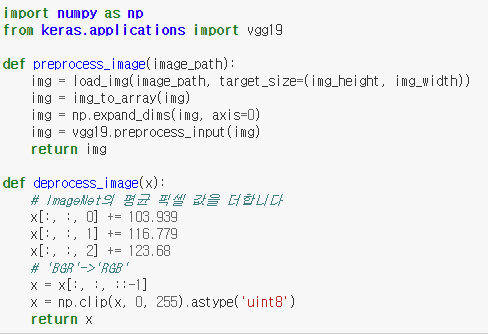 import numpy as np
from keras.applications import vgg19
def preprocess_image(image_path):
img = load_img(image_path, target_size=(img_height, img_width))
img = img_to_array(img)
img = np.expand_dims(img, axis=0)
img = vgg19.preprocess_input(img)
return img
def deprocess_image(x):
# ImageNet의 평균 픽셀 값을 더합니다
x[:, :, 0] += 103.939
x[:, :, 1] += 116.779
x[:, :, 2] += 123.68
# 'BGR'->'RGB'
x = x[:, :, ::-1]
x = np.clip(x, 0, 255).astype('uint8')
return x